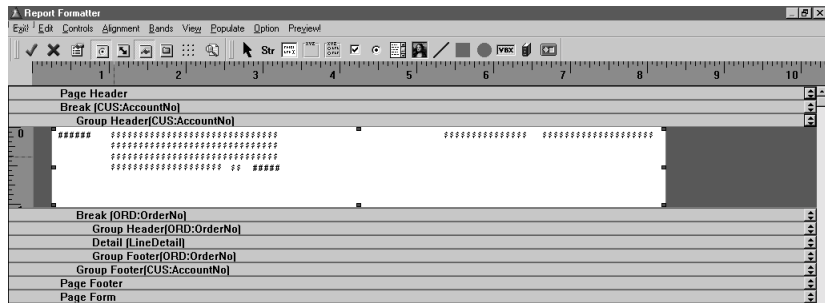 Report Formatter
Exit! Edit Controls Alignment Bands View Populate Option Preview!
Str VBX
1 2 3 4 5 6 7 8 9 10
Page Header
Break (CUS:AccountNo)
Group Header(CUS:AccountNo)
0
###### $$$$$$$$$$$$$$$$$$$$$$$$$$$$$$ $$$$$$$$$$$$$$$ $$$$$$$$$$$$$$$$$$$$
$$$$$$$$$$$$$$$$$$$$$$$$$$$$$$
$$$$$$$$$$$$$$$$$$$$$$$$$$$$$$
$$$$$$$$$$$$$$$$$$$$ $$ #####
Break (ORD:OrderNo)
Group Header(ORD:OrderNo)
Detail (LineDetail)
Group Footer(ORD:OrderNo)
Group Footer(CUS:AccountNo)
Page Footer
Page Form